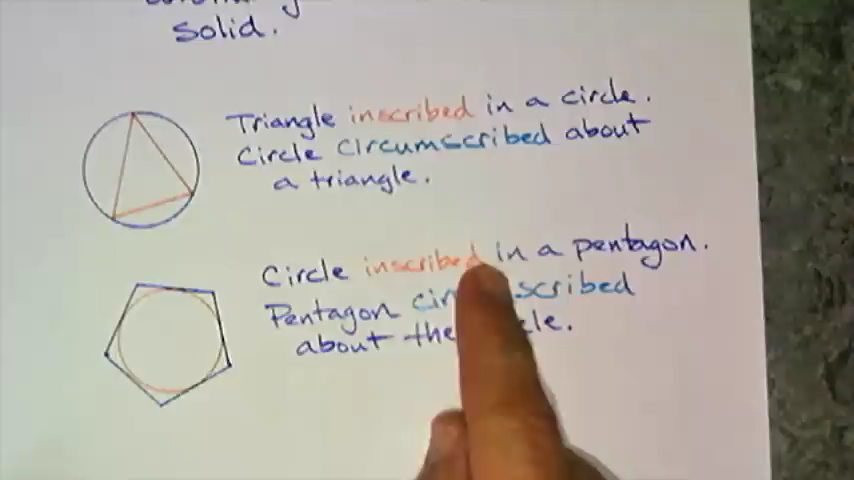 solid.
Triangle inscribed in a circle.
Circle circumscribed about
a triangle.
Circle inscribed in a pentagon.
Pentagon
about the